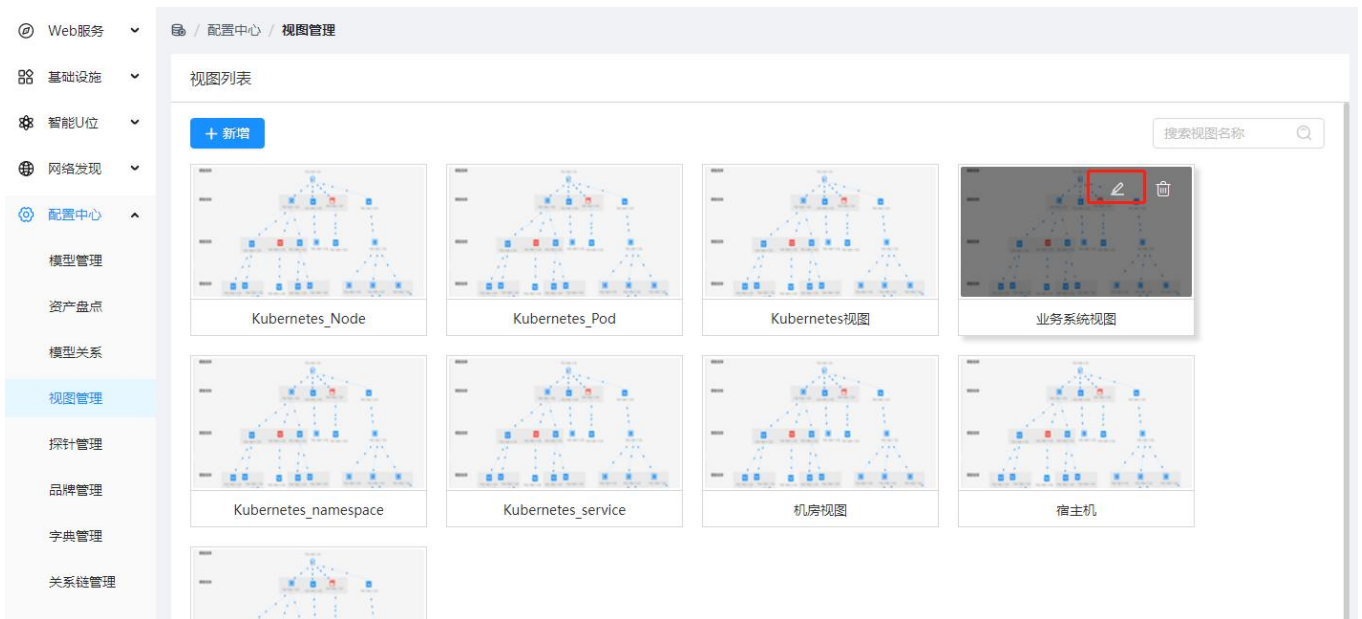 Web服务
基础设施
智能U位
网络发现
配置中心
模型管理
资产盘点
模型关系
视图管理
探针管理
品牌管理
字典管理
关系链管理
/ 配置中心 / 视图管理
视图列表
+ 新增
搜索视图名称
Kubernetes_Node
Kubernetes_Pod
Kubernetes视图
业务系统视图
Kubernetes_namespace
Kubernetes_service
机房视图
宿主机